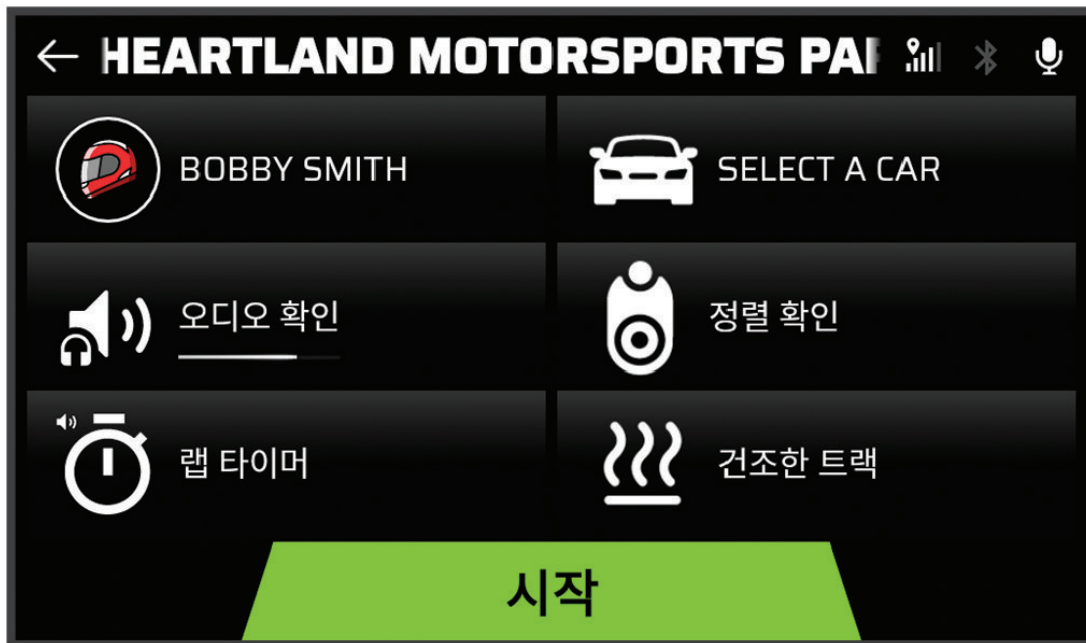 HEARTLAND MOTORSPORTS PAR
BOBBY SMITH
SELECT A CAR
오디오 확인
정렬 확인
랩 타이머
건조한 트랙
시작